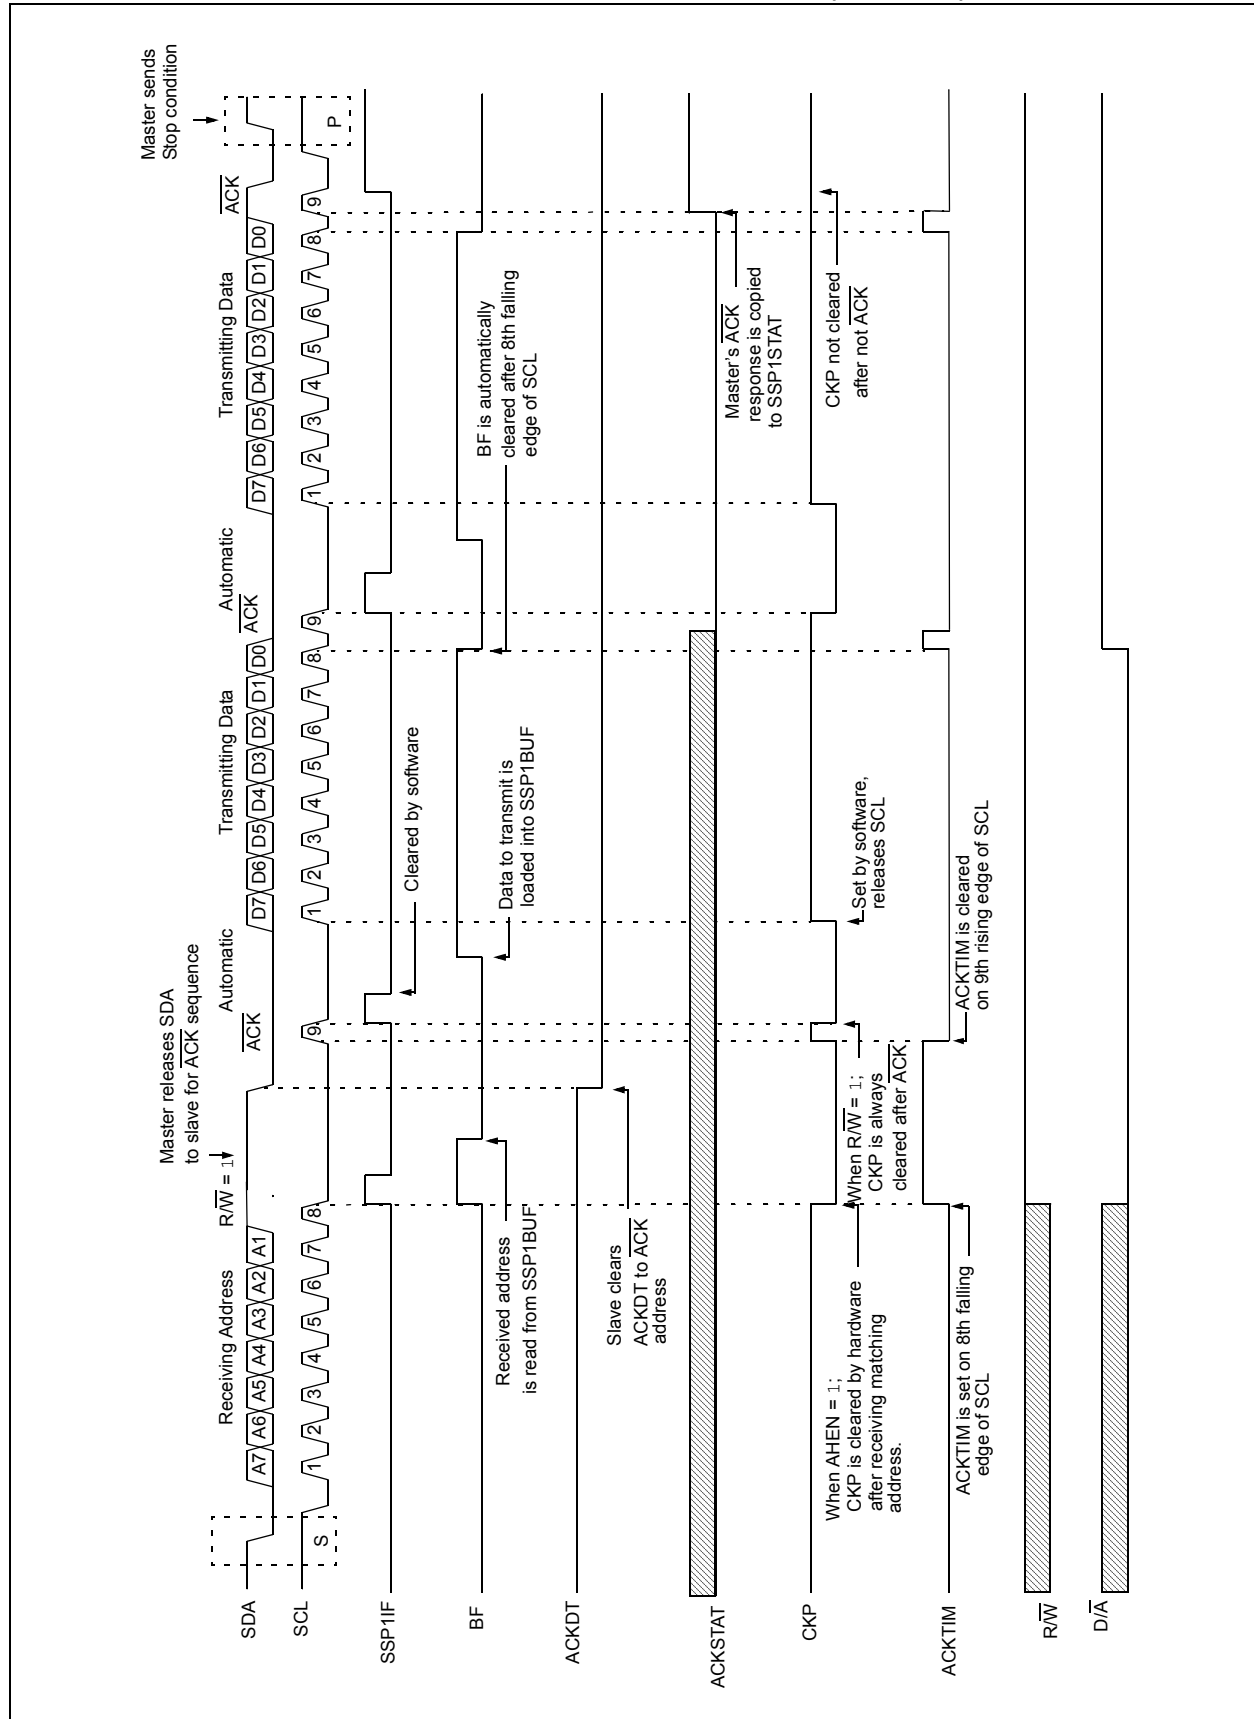 Master releases SDA
to slave for ACK sequence
Master sends
Stop condition
Receiving Address
R/W = 1
Automatic
ACK
Transmitting Data
Automatic
ACK
Transmitting Data
ACK
SDA
A7 A6 A5 A4 A3 A2 A1
D7 D6 D5 D4 D3 D2 D1 D0
D7 D6 D5 D4 D3 D2 D1 D0
SCL
S
1 2 3 4 5 6 7 8 9
1 2 3 4 5 6 7 8 9
1 2 3 4 5 6 7 8 9
P
SSP1IF
Cleared by software
BF
Received address
is read from SSP1BUF
Data to transmit is
loaded into SSP1BUF
BF is automatically
cleared after 8th falling
edge of SCL
ACKDT
Slave clears
ACKDT to ACK
address
ACKSTAT
Master's ACK
response is copied
to SSP1STAT
CKP
When AHEN = 1;
CKP is cleared by hardware
after receiving matching
address.
When R/W = 1;
CKP is always
cleared after ACK
Set by software,
releases SCL
CKP not cleared
after not ACK
ACKTIM
ACKTIM is set on 8th falling
edge of SCL
ACKTIM is cleared
on 9th rising edge of SCL
R/W
D/A